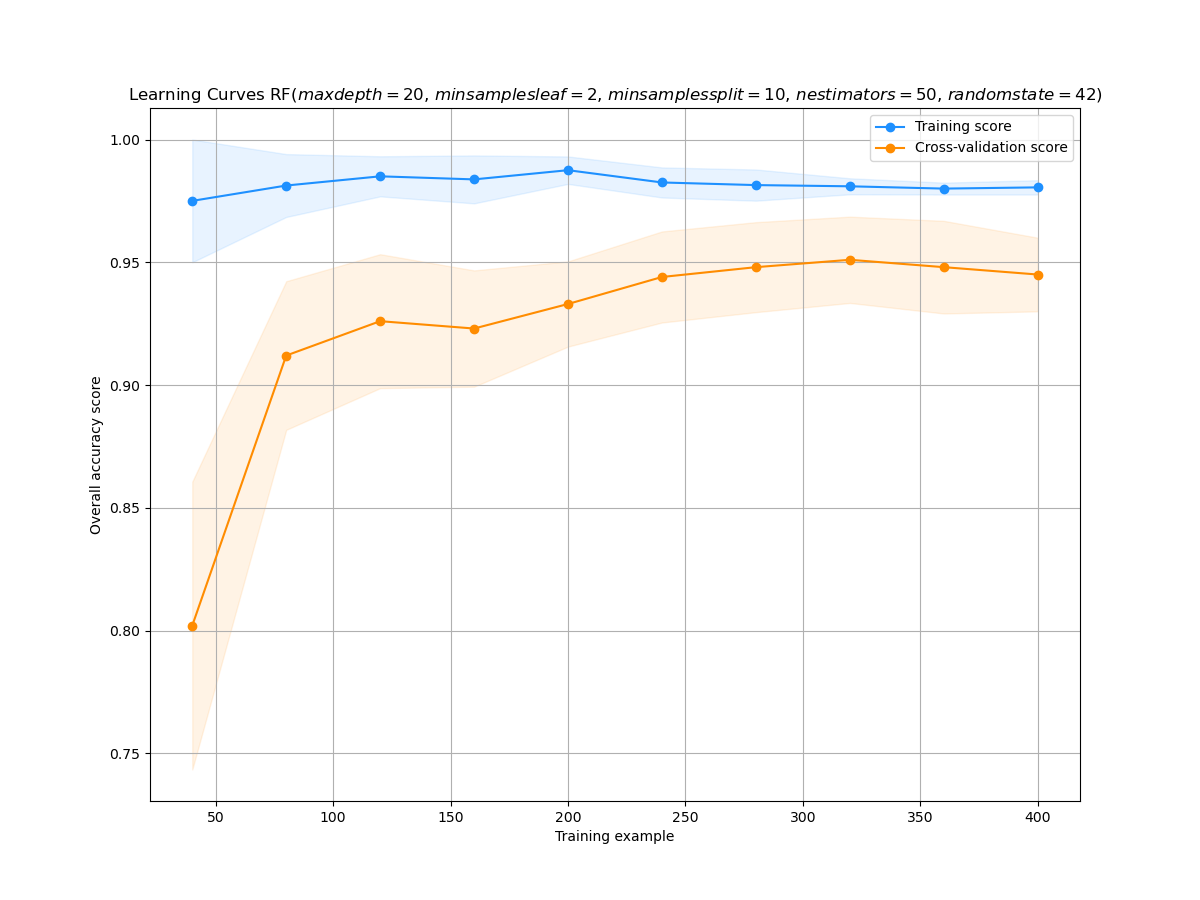 Learning Curves RF(maxdepth = 20, minsamplesleaf = 2, minsamplessplit = 10, nestimators = 50, randomstate = 42)
Training score
Cross-validation score
1.00
0.95
0.90
0.85
0.80
0.75
Overall accuracy score
50 100 150 200 250 300 350 400
Training example